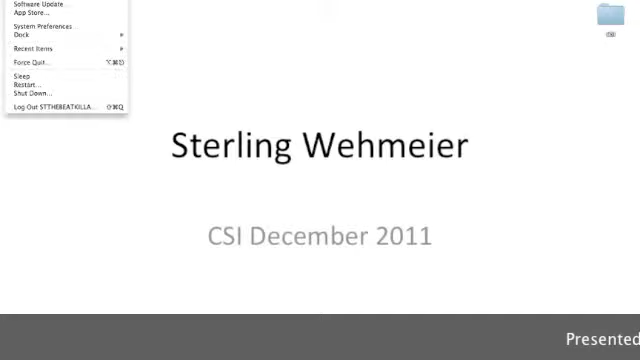 Software Update...
App Store...
System Preferences...
Dock
Recent Items
Force Quit...
Sleep
Restart...
Shut Down...
Log Out STTHEBEATKILLA... ⇧⌘Q
Sterling Wehmeier
CSI December 2011
Presented